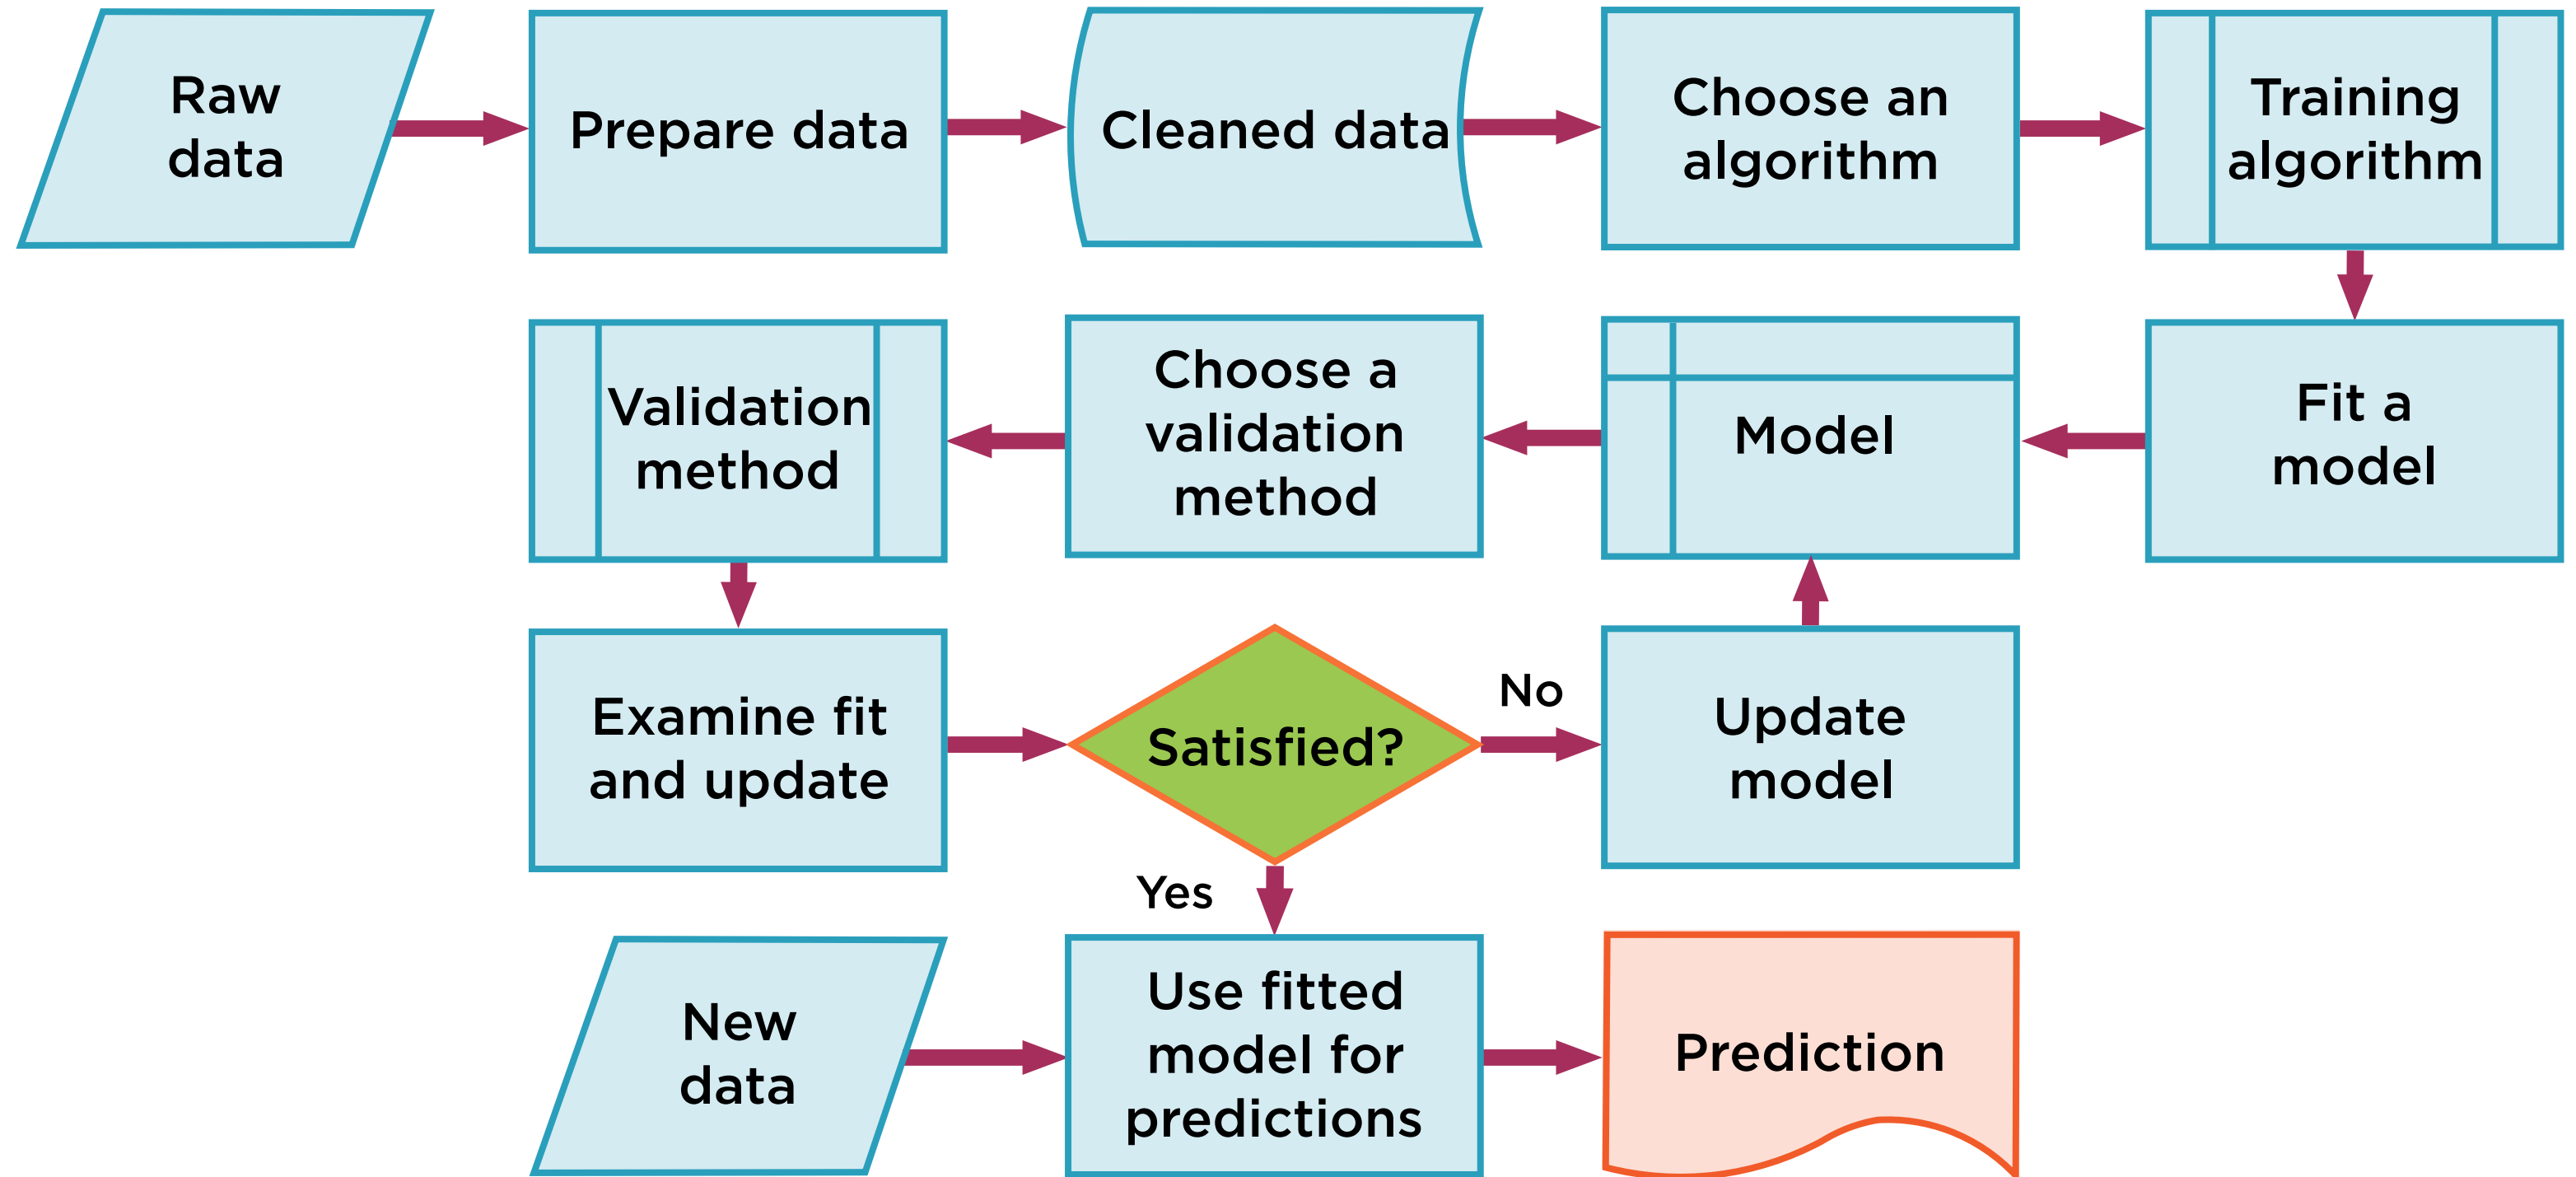 Raw
data
Prepare data
Cleaned data
Choose an
algorithm
Training
algorithm
Validation
method
Choose a
validation
method
Model
Fit a
model
Examine fit
and update
Satisfied?
No
Update
model
Yes
New
data
Use fitted
model for
predictions
Prediction